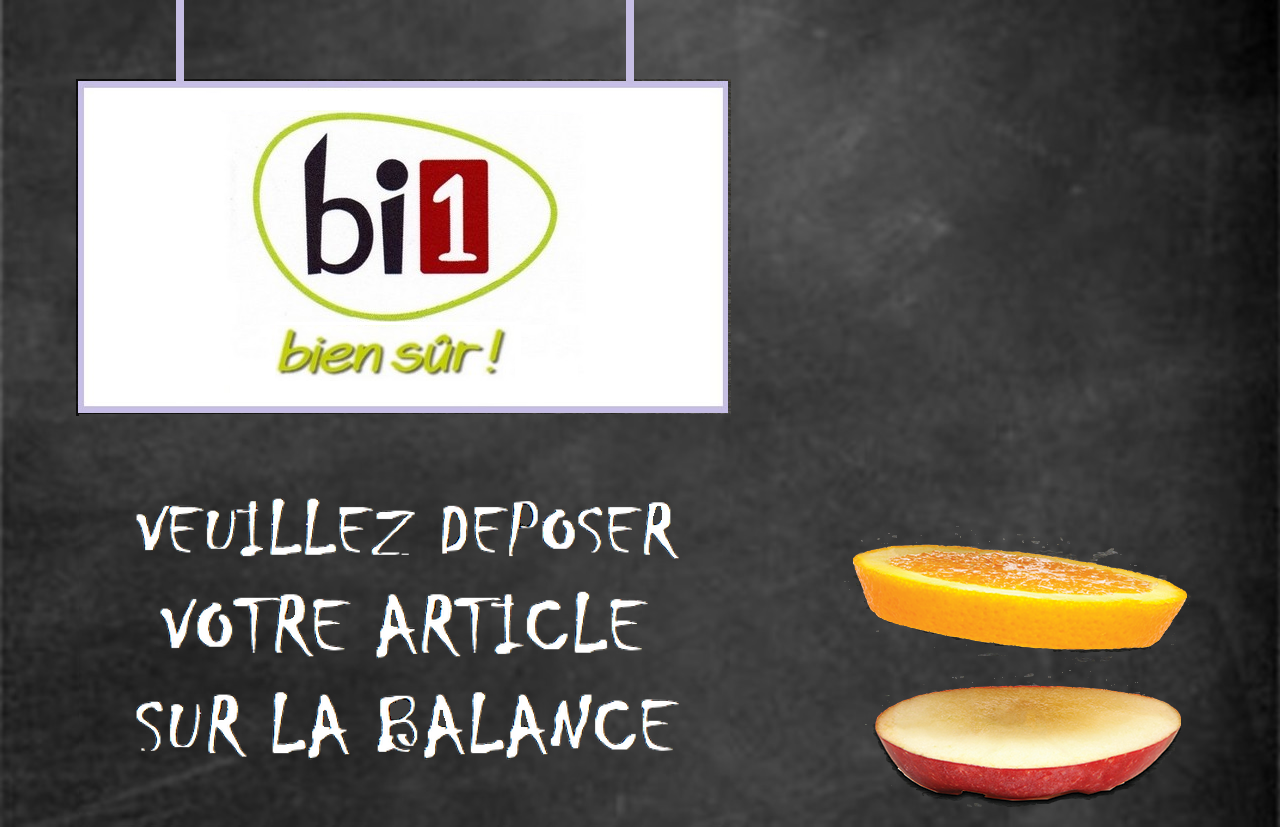 bi1
bien sûr !
VEUILLEZ DEPOSER
VOTRE ARTICLE
SUR LA BALANCE